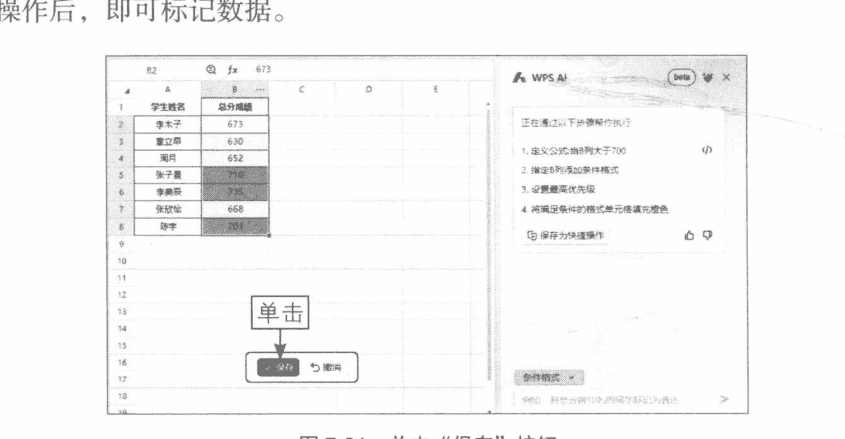 操作后，即可标记数据。
B2 fx 673
A B C D E
1 学生姓名 总分成绩
2 李木子 673
3 童立早 630
4 周月 652
5 张子晨 710
6 李美辰 735
7 张欣怡 668
8 陈宇
9
10
11
12
13
14
15
16
17
18
19
单击
保存 撤消
WPS AI beta
正在通过以下步骤帮你执行
1. 定义公式:当B列大于700
2. 指定B列添加条件格式
3. 设置最高优先级
4. 将满足条件的格式单元格填充橙色
保存为快捷操作
条件格式
单击“保存”按钮